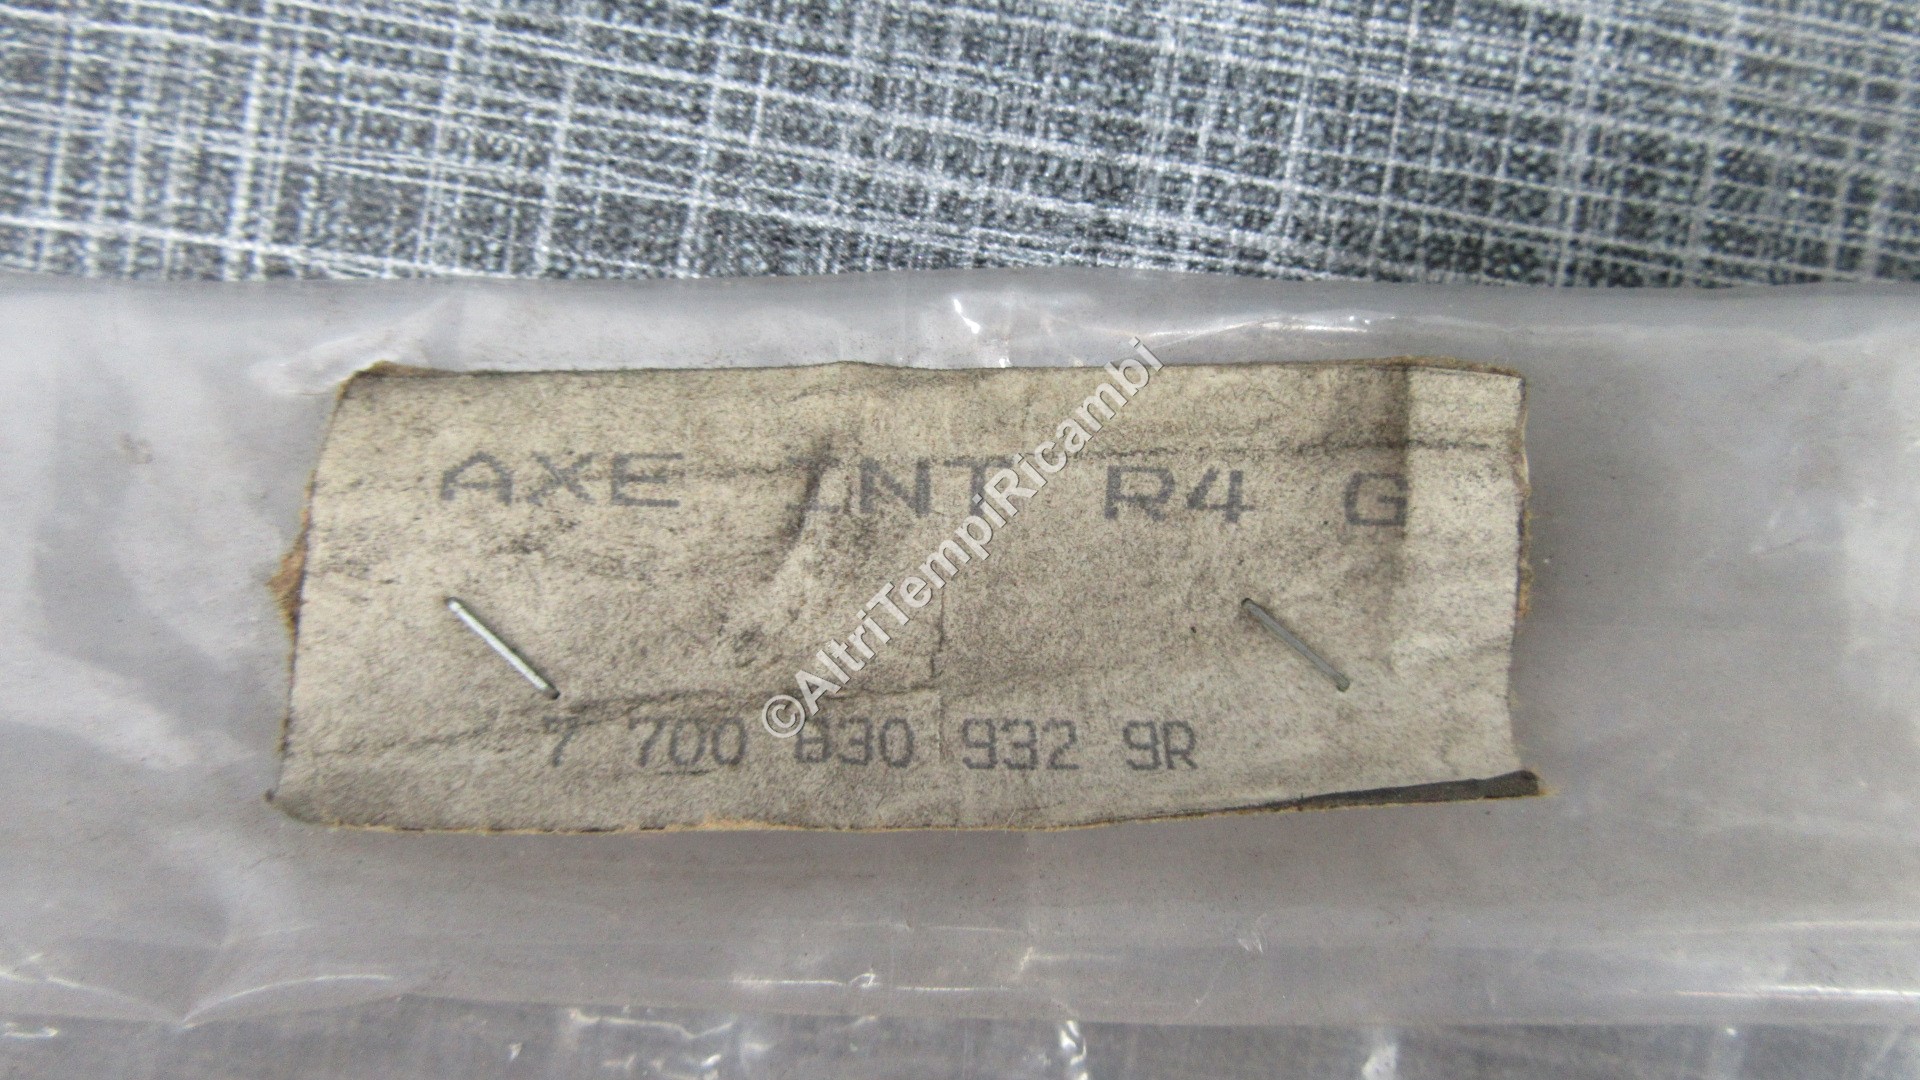 AXE INT R4 G
©AltriTempiRicambi
7 700 830 932 9R